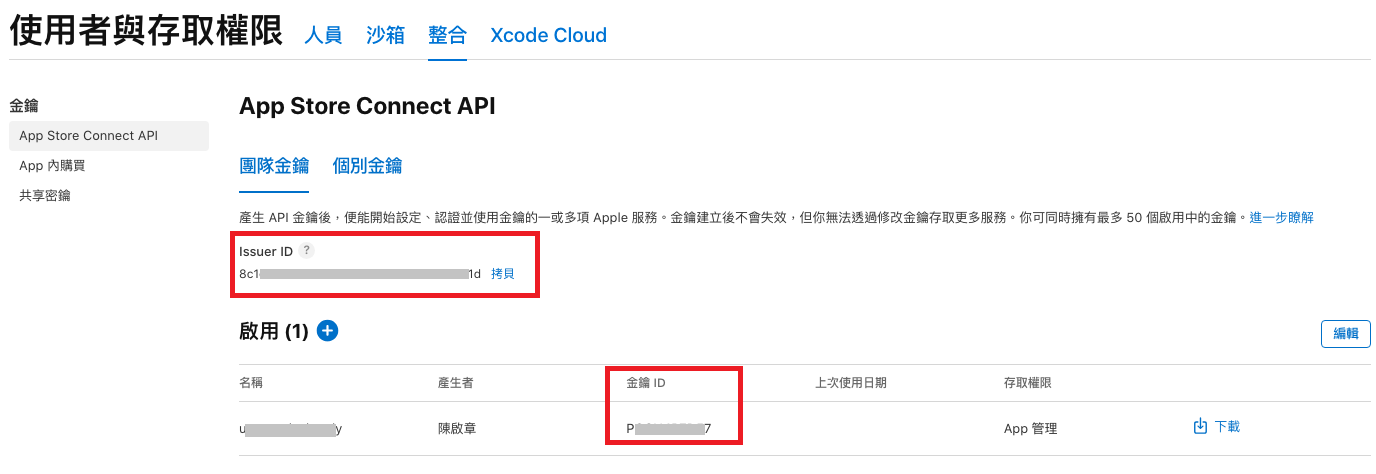 使用者與存取權限 人員 沙箱 整合 Xcode Cloud
金鑰
App Store Connect API
App 內購買
共享密鑰
App Store Connect API
團隊金鑰 個別金鑰
產生 API 金鑰後，便能開始設定、認證並使用金鑰的一或多項 Apple 服務。金鑰建立後不會失效，但你無法透過修改金鑰存取更多服務。你可同時擁有最多 50 個啟用中的金鑰。進一步瞭解
Issuer ID ?
8c1 1d 拷貝
啟用 (1) +
編輯
名稱 產生者 金鑰 ID 上次使用日期 存取權限
u y 陳啟章 P 7 App 管理 下載